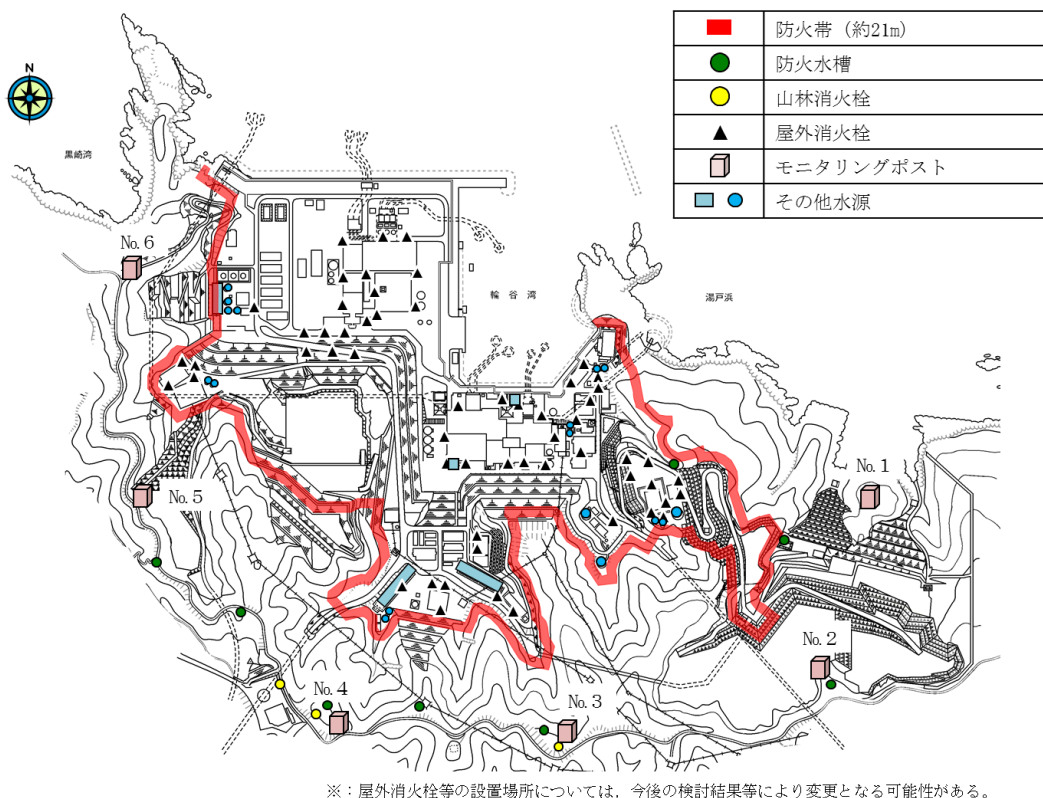 防火帯（約21m）
防火水槽
山林消火栓
屋外消火栓
モニタリングポスト
その他水源
N
黒崎湾
No.6
輪谷湾
湯戸浜
No.1
No.5
No.2
No.4
No.3
※：屋外消火栓等の設置場所については，今後の検討結果等により変更となる可能性がある。